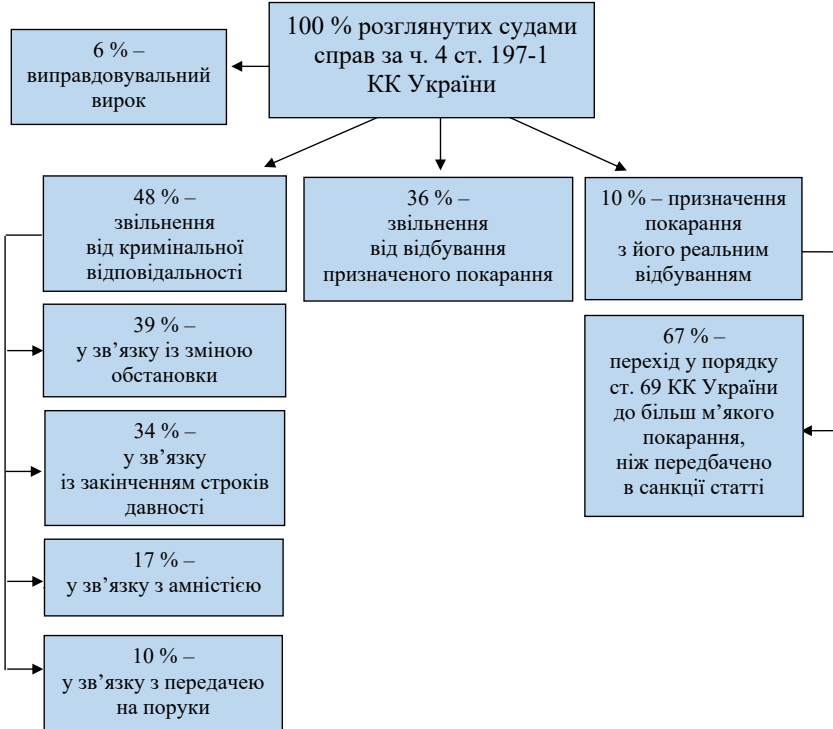 100 % розглянутих судами
справ за ч. 4 ст. 197-1
КК України
6 % –
виправдовувальний
вирок
48 % –
звільнення
від кримінальної
відповідальності
36 % –
звільнення
від відбування
призначеного покарання
10 % – призначення
покарання
з його реальним
відбуванням
39 % –
у зв’язку із зміною
обстановки
34 % –
у зв’язку
із закінченням строків
давності
17 % –
у зв’язку з амністією
10 % –
у зв’язку з передачею
на поруки
67 % –
перехід у порядку
ст. 69 КК України
до більш м’якого
покарання,
ніж передбачено
в санкції статті